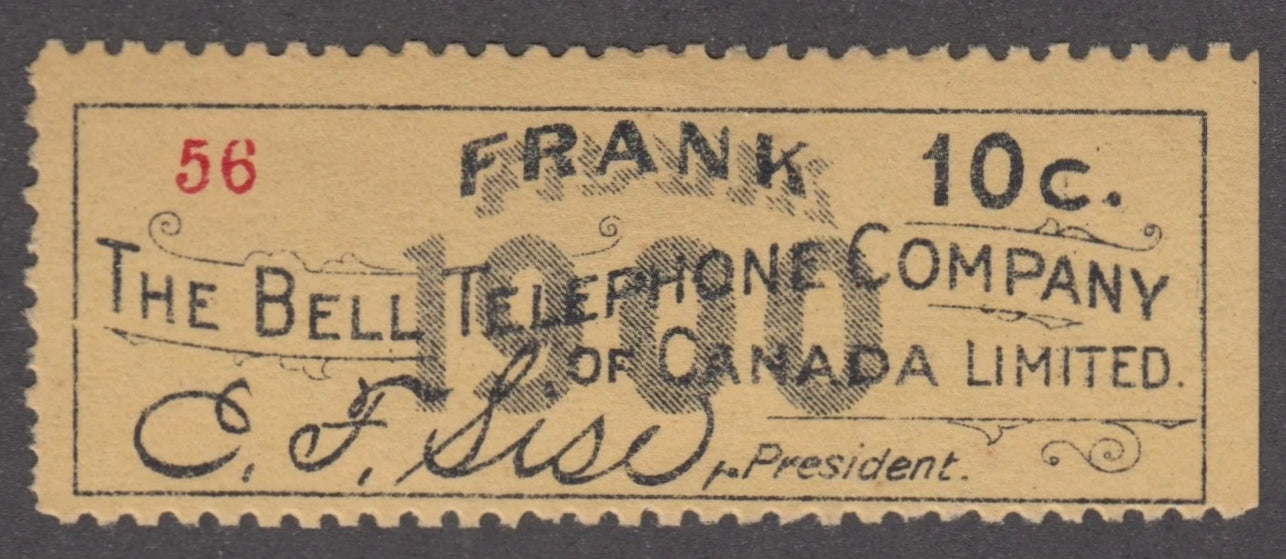 56 FRANK 10c.
1900
THE BELL TELEPHONE COMPANY
OF CANADA LIMITED.
C. F. Sise, President.